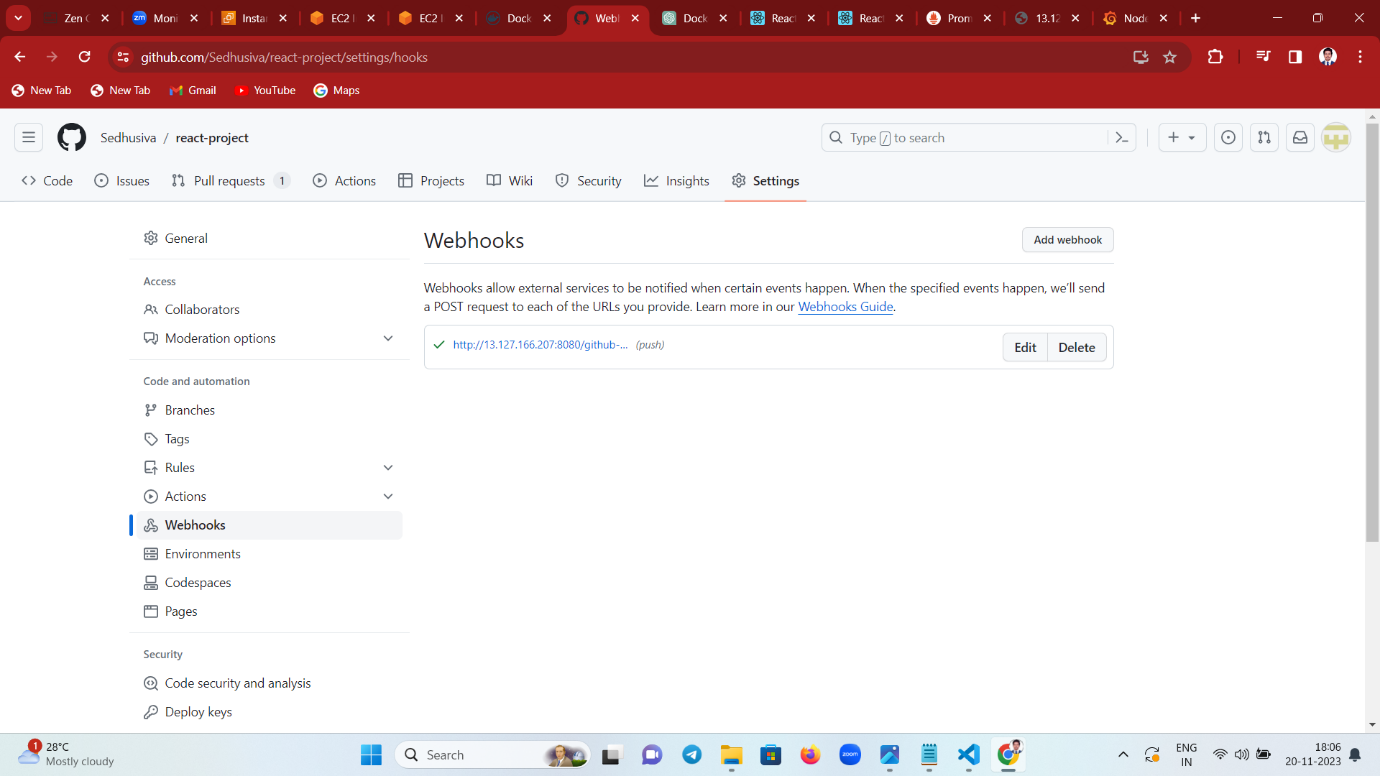 Zen C
Moni
Instan
EC2 I
EC2 I
Dock
Webh
Dock
React
React
Prom
13.12
Node
github.com/Sedhusiva/react-project/settings/hooks
New Tab
New Tab
Gmail
YouTube
Maps
Sedhusiva / react-project
Type / to search
Code
Issues
Pull requests 1
Actions
Projects
Wiki
Security
Insights
Settings
General
Access
Collaborators
Moderation options
Code and automation
Branches
Tags
Rules
Actions
Webhooks
Environments
Codespaces
Pages
Security
Code security and analysis
Deploy keys
Webhooks
Add webhook
Webhooks allow external services to be notified when certain events happen. When the specified events happen, we'll send
a POST request to each of the URLs you provide. Learn more in our Webhooks Guide.
http://13.127.166.207:8080/github-... (push)
Edit
Delete
1
28°C
Mostly cloudy
Search
zoom
ENG
IN
18:06
20-11-2023